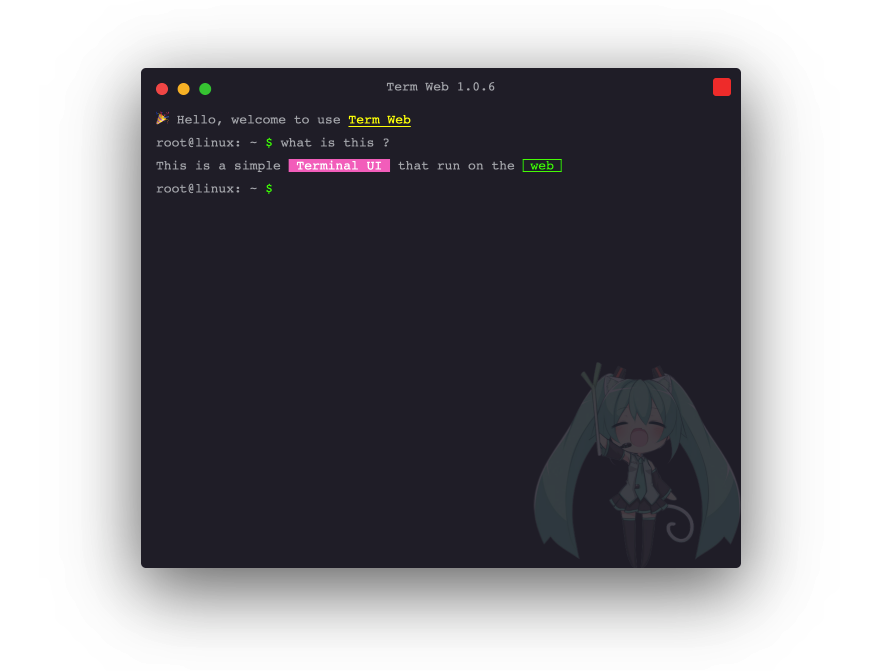 Term Web 1.0.6
🎉 Hello, welcome to use Term Web
root@linux: ~ $ what is this ?
This is a simple Terminal UI that run on the web
root@linux: ~ $